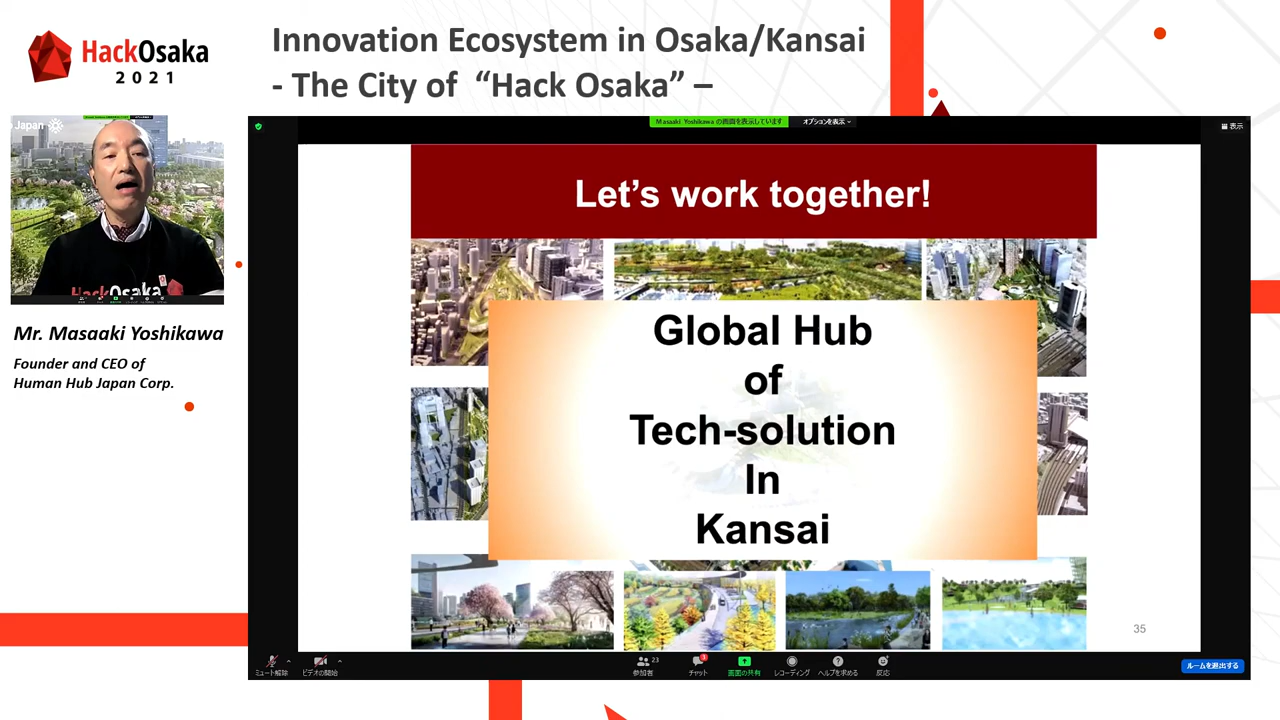 HackOsaka
2021
Innovation Ecosystem in Osaka/Kansai
- The City of “Hack Osaka” –
Japan
HackOsaka
Mr. Masaaki Yoshikawa
Founder and CEO of
Human Hub Japan Corp.
Masaaki Yoshikawa の画面を表示しています
オプションを表示
表示
Let’s work together!
Global Hub
of
Tech-solution
In
Kansai
35
ミュート解除
ビデオの開始
23
参加者
3
チャット
画面の共有
レコーディング
ヘルプを求める
反応
ルームを退出する